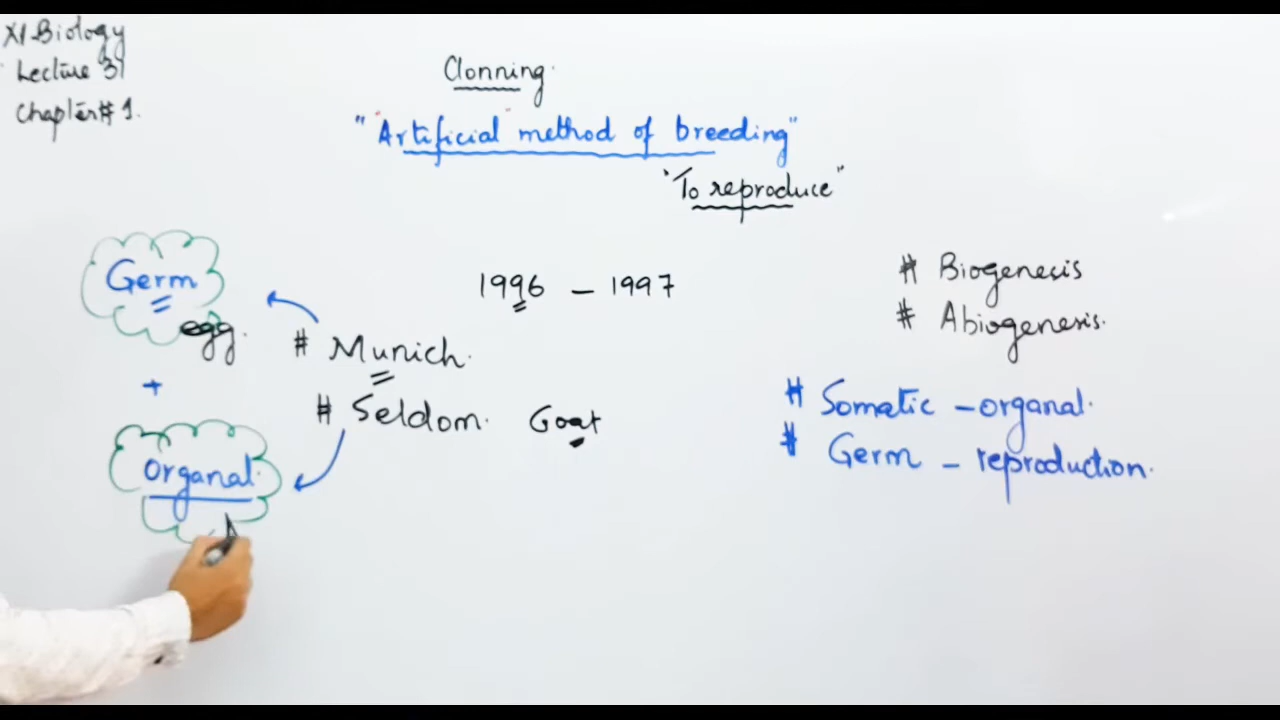 XI-Biology
Lecture 31
Chapter# 1.
Clonning.
"Artificial" method of breeding"
"To reproduce"
Germ
egg.
+
Organal.
1996 - 1997
# Munich.
# Seldom. Goat
# Biogenesis
# Abiogenesis.
# Somatic - organal.
# Germ - reproduction.